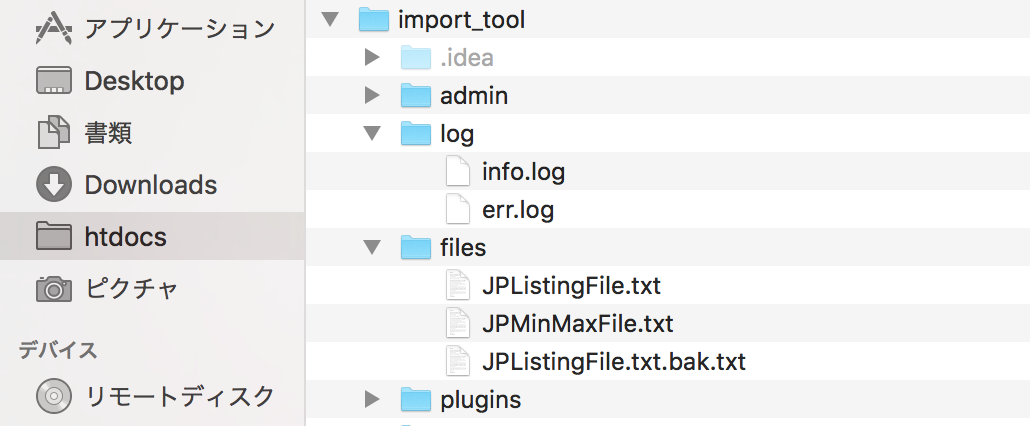 アプリケーション
Desktop
書類
Downloads
htdocs
ピクチャ
デバイス
リモートディスク
import_tool
.idea
admin
log
info.log
err.log
files
JPListingFile.txt
JPMinMaxFile.txt
JPListingFile.txt.bak.txt
plugins